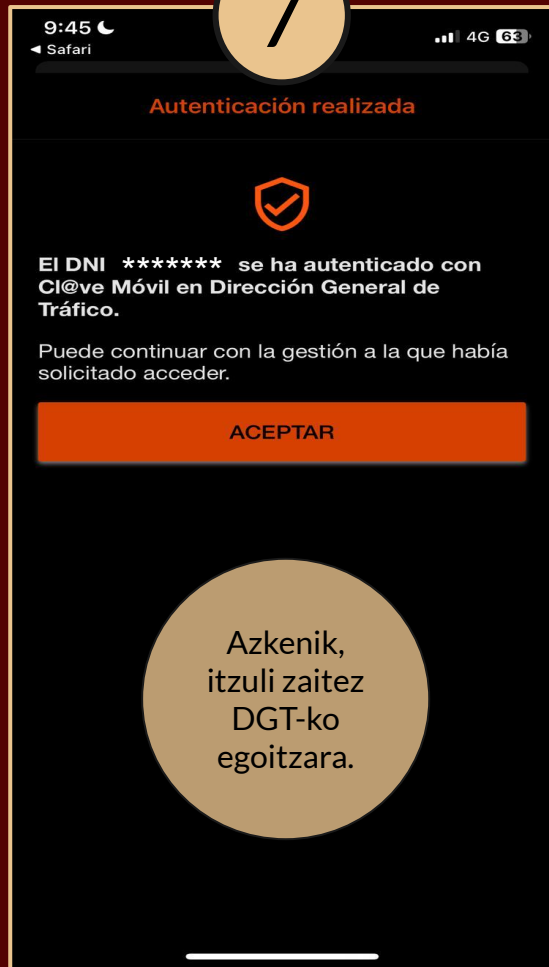 7
9:45
4G 63
◀ Safari
Autenticación realizada
El DNI ******* se ha autenticado con
Cl@ve Móvil en Dirección General de
Tráfico.
Puede continuar con la gestión a la que había
solicitado acceder.
ACEPTAR
Azkenik,
itzuli zaitez
DGT-ko
egoitzara.